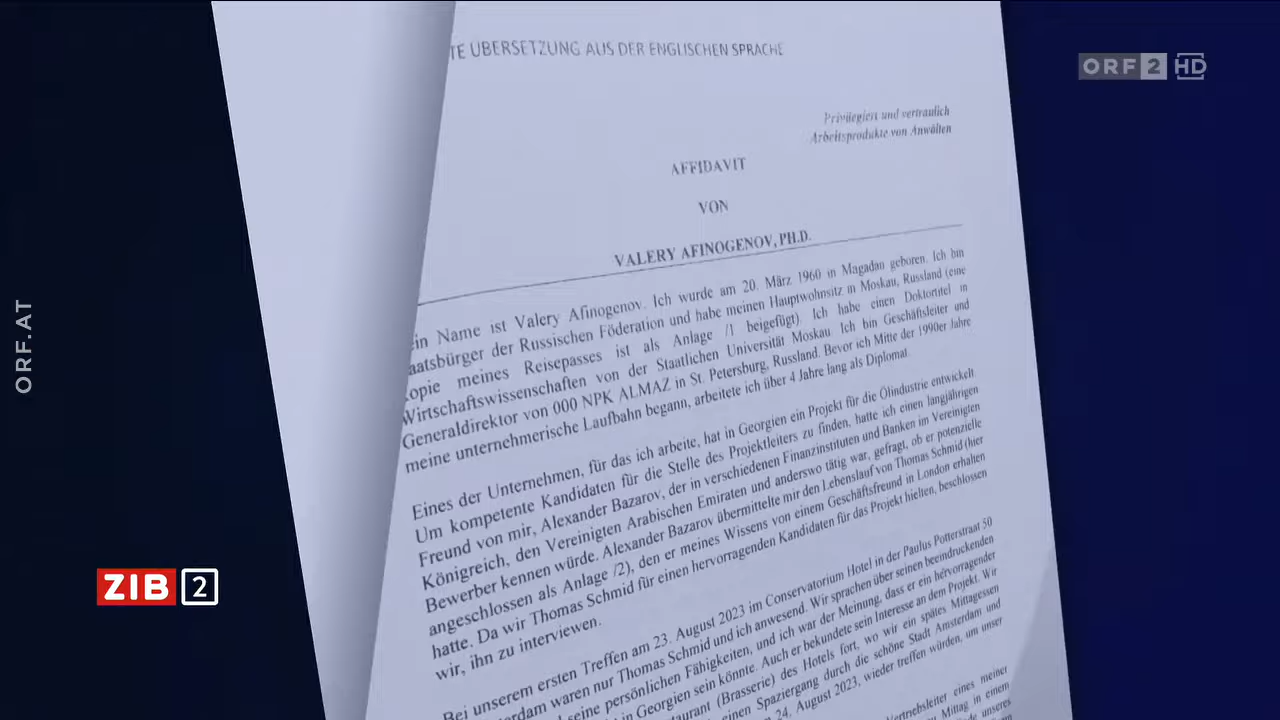 TE ÜBERSETZUNG AUS DER ENGLISCHEN SPRACHE
ORF 2 HD
Privilegiert und vertraulich
Arbeitsprodukte von Anwälten
AFFIDAVIT
VON
VALERY AFINOGENOV, PH.D.
ein Name ist Valery Afinogenov. Ich wurde am 20. März 1960 in Magadan geboren. Ich bin
aatsbürger der Russischen Föderation und habe meinen Hauptwohnsitz in Moskau, Russland (eine
opie meines Reisepasses ist als Anlage /1 beigefügt). Ich habe einen Doktortitel in
Wirtschaftswissenschaften von der Staatlichen Universität Moskau. Ich bin Geschäftsleiter und
Generaldirektor von 000 NPK ALMAZ in St. Petersburg, Russland. Bevor ich Mitte der 1990er Jahre
meine unternehmerische Laufbahn begann, arbeitete ich über 4 Jahre lang als Diplomat.
Eines der Unternehmen, für das ich arbeite, hat in Georgien ein Projekt für die Ölindustrie entwickelt.
Um kompetente Kandidaten für die Stelle des Projektleiters zu finden, hatte ich einen langjährigen
Freund von mir, Alexander Bazarov, der in verschiedenen Finanzinstituten und Banken im Vereinigten
Königreich, den Vereinigten Arabischen Emiraten und anderswo tätig war, gefragt, ob er potenzielle
Bewerber kennen würde. Alexander Bazarov übermittelte mir den Lebenslauf von Thomas Schmid (hier
angeschlossen als Anlage /2), den er meines Wissens von einem Geschäftsfreund in London erhalten
hatte. Da wir Thomas Schmid für einen hervorragenden Kandidaten für das Projekt hielten, beschlossen
wir, ihn zu interviewen.
Bei unserem ersten Treffen am 23. August 2023 im Conservatorium Hotel in der Paulus Potterstraat 50
erdam waren nur Thomas Schmid und ich anwesend. Wir sprachen über seinen beeindruckenden
seine persönlichen Fähigkeiten, und ich war der Meinung, dass er ein hervorragender
in Georgien sein könnte. Auch er bekundete sein Interesse an dem Projekt. Wir
taurant (Brasserie) des Hotels fort, wo wir ein spätes Mittagessen
einen Spaziergang durch die schöne Stadt Amsterdam und
24. August 2023, wieder treffen würden, um unser
ertriebsleiter eines meiner
Mittag in einem
unseres
ORF.AT
ZIB 2